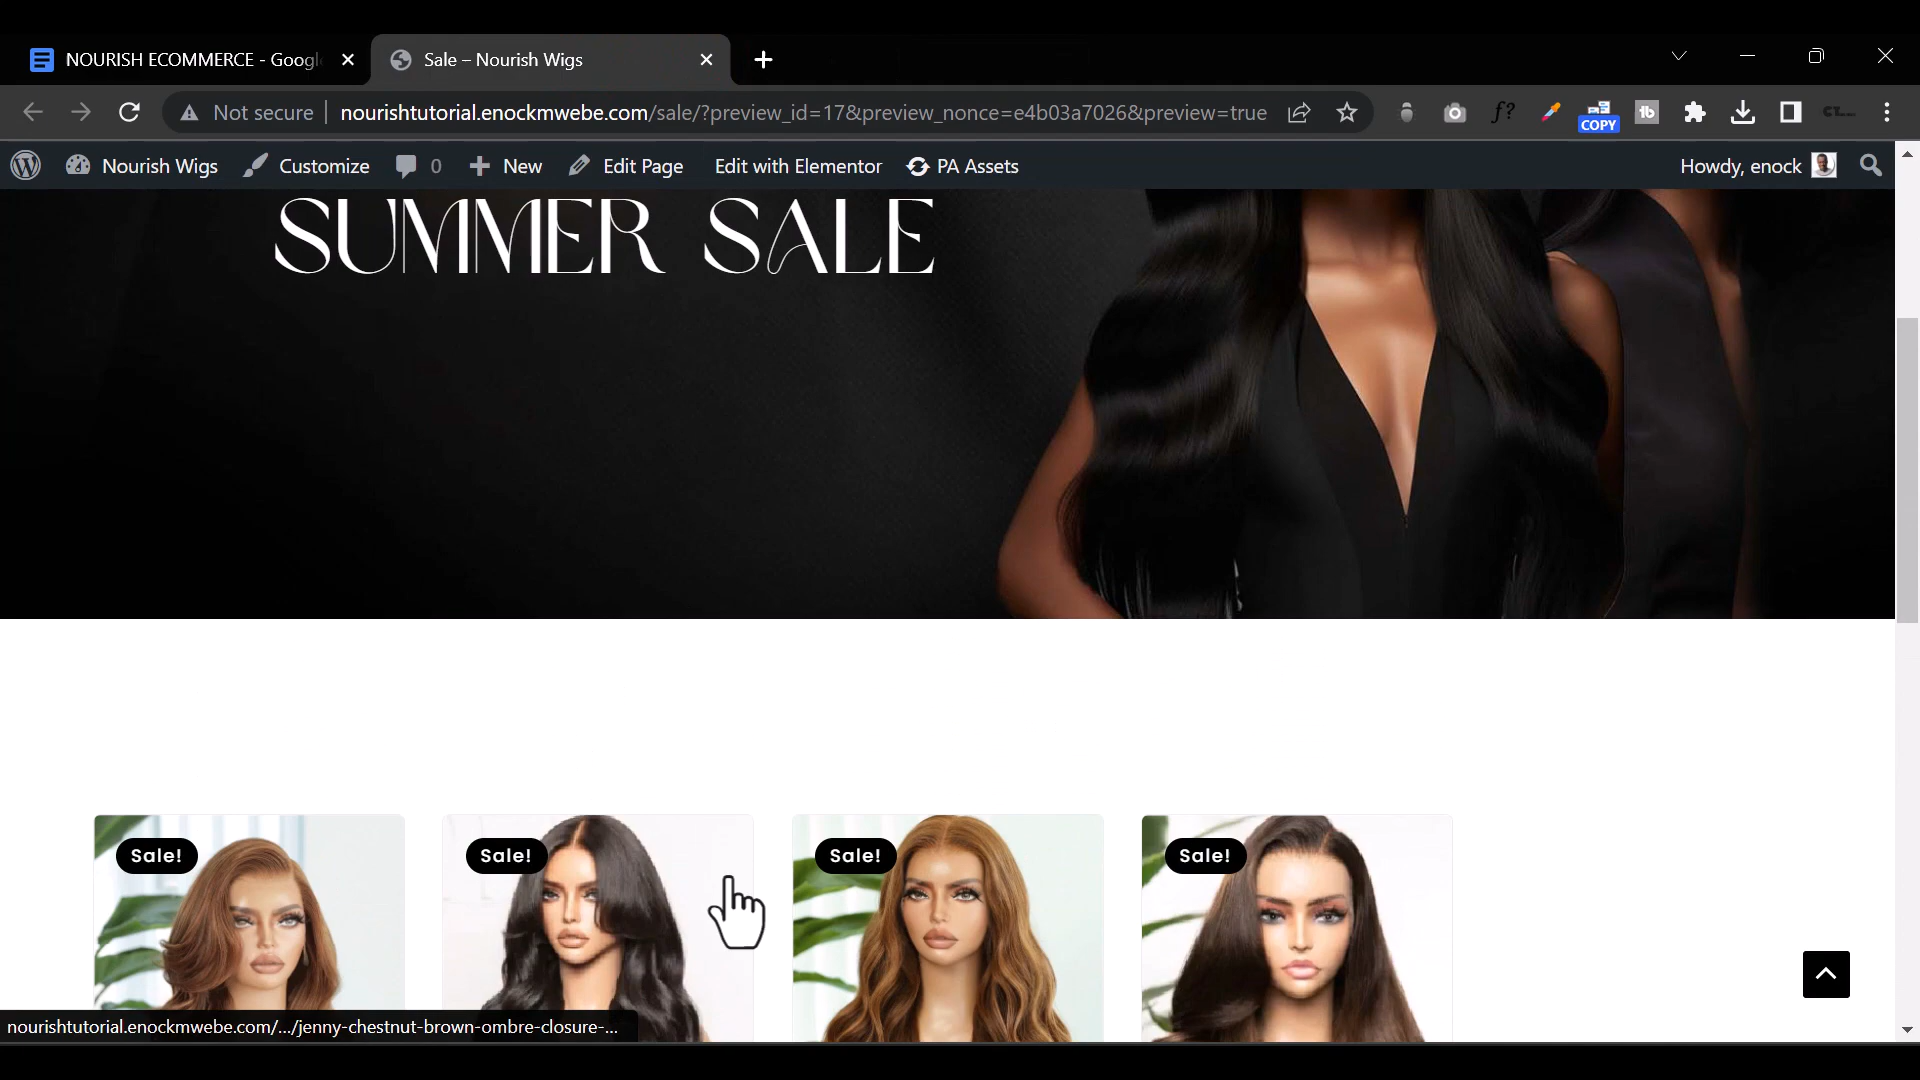 NOURISH ECOMMERCE - Googl
Sale – Nourish Wigs
Not secure
nourishtutorial.enockmwebe.com/sale/?preview_id=17&preview_nonce=e4b03a7026&preview=true
f?
COPY
tb
Nourish Wigs
Customize
0
New
Edit Page
Edit with Elementor
PA Assets
Howdy, enock
SUMMER SALE
Sale!
Sale!
Sale!
Sale!
nourishtutorial.enockmwebe.com/.../jenny-chestnut-brown-ombre-closure-...